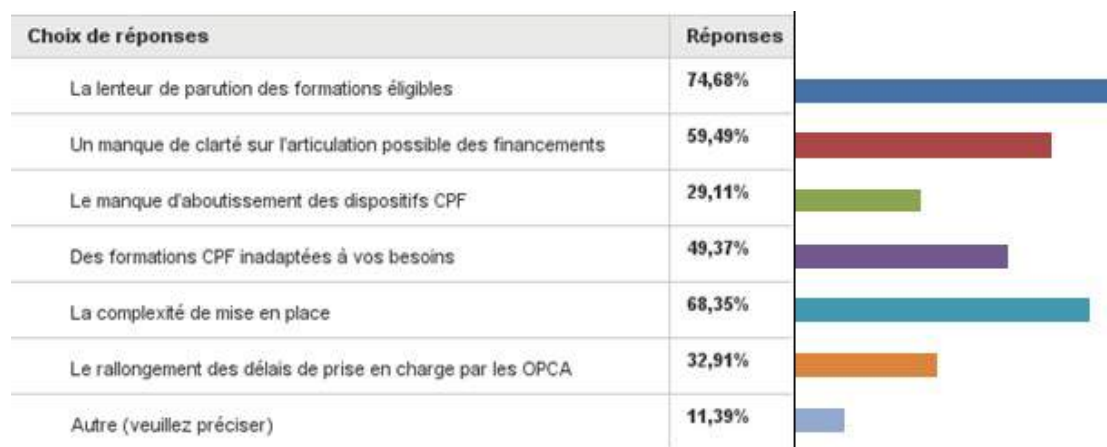 Choix de réponses Réponses
La lenteur de parution des formations éligibles 74,68%
Un manque de clarté sur l'articulation possible des financements 59,49%
Le manque d'aboutissement des dispositifs CPF 29,11%
Des formations CPF inadaptées à vos besoins 49,37%
La complexité de mise en place 68,35%
Le rallongement des délais de prise en charge par les OPCA 32,91%
Autre (veuillez préciser) 11,39%